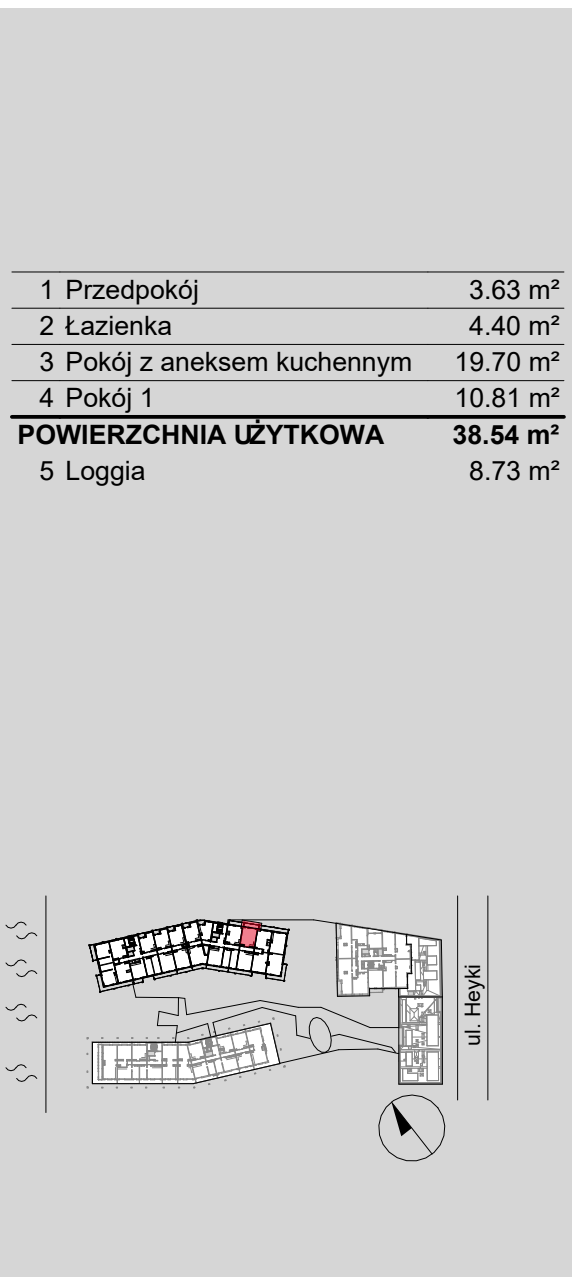 1 Przedpokój 3.63 m²
2 Łazienka 4.40 m²
3 Pokój z aneksem kuchennym 19.70 m²
4 Pokój 1 10.81 m²
POWIERZCHNIA UŻYTKOWA 38.54 m²
5 Loggia 8.73 m²
ul. Heyki